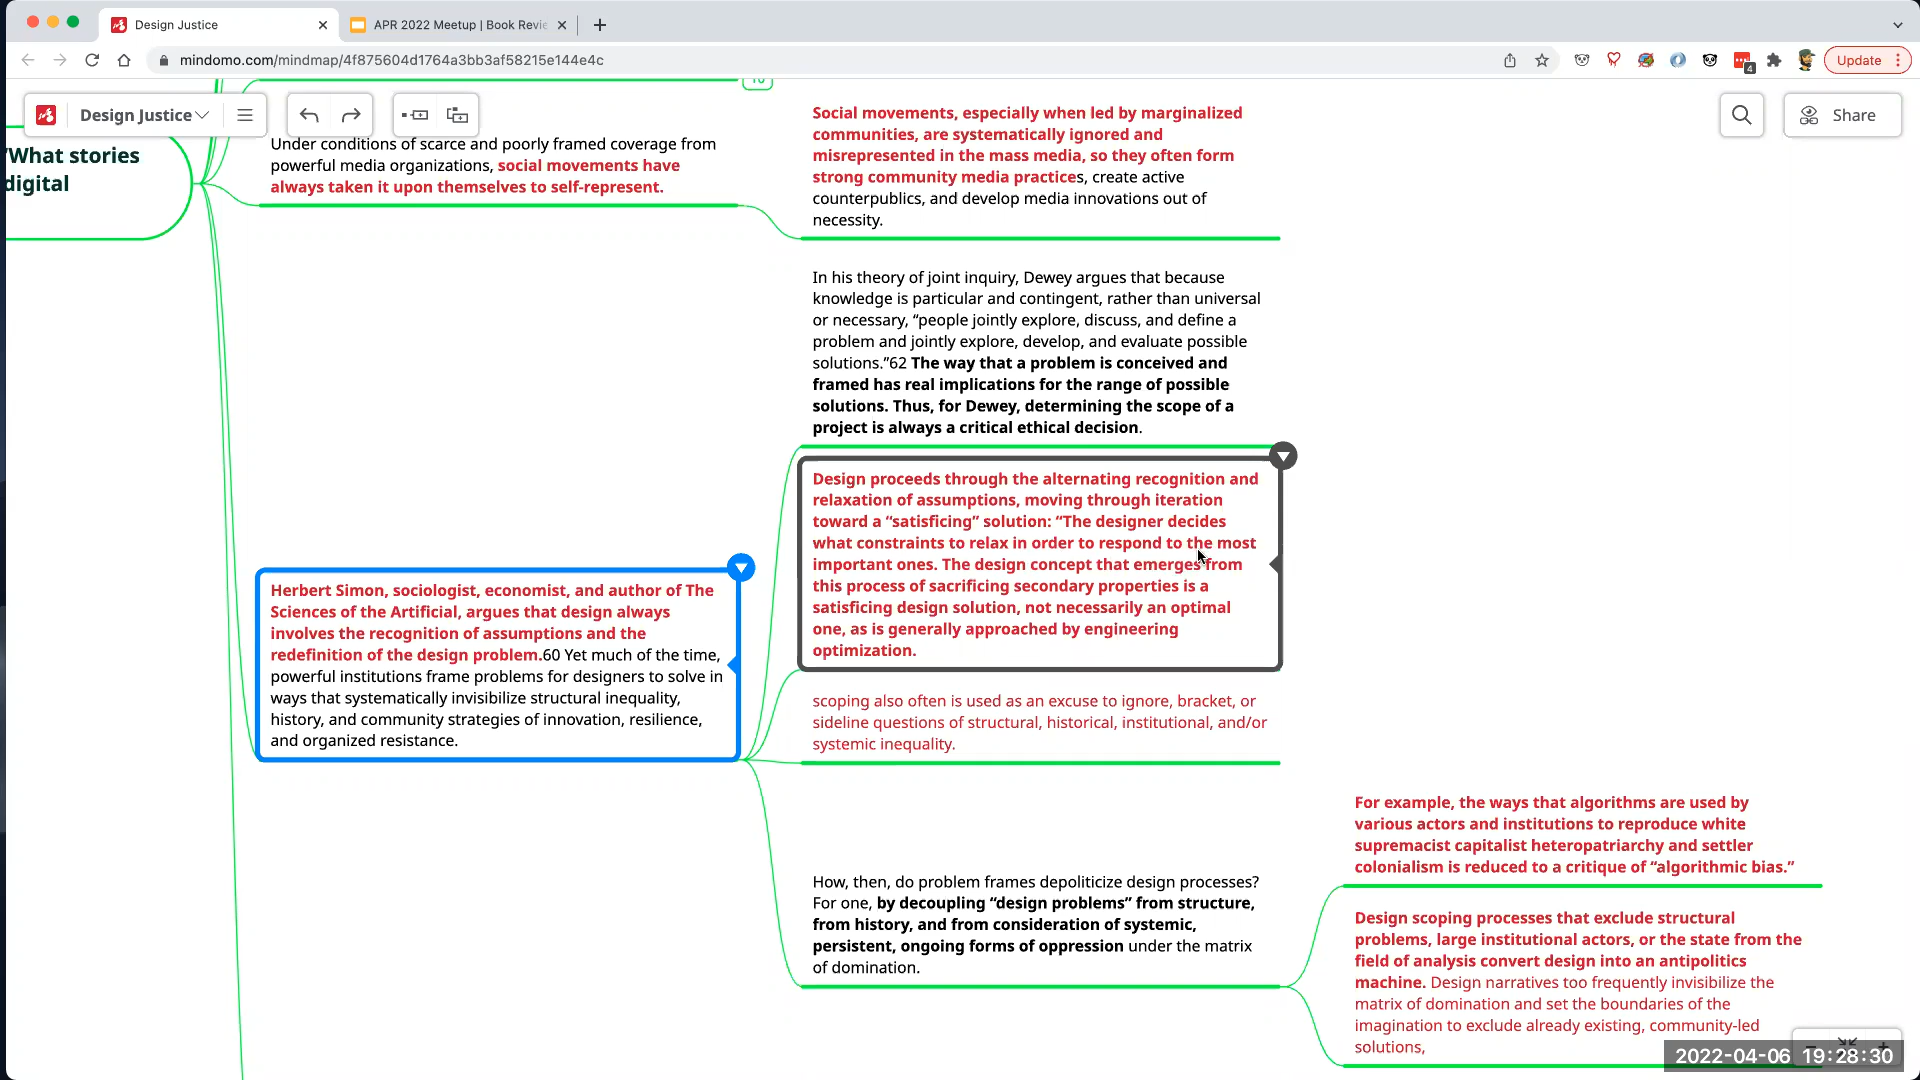 Design Justice
APR 2022 Meetup | Book Revie
mindomo.com/mindmap/4f875604d1764a3bb3af58215e144e4c
4
Update
Design Justice
Share
"What stories
digital
Under conditions of scarce and poorly framed coverage from
powerful media organizations, social movements have
always taken it upon themselves to self-represent.
Social movements, especially when led by marginalized
communities, are systematically ignored and
misrepresented in the mass media, so they often form
strong community media practices, create active
counterpublics, and develop media innovations out of
necessity.
In his theory of joint inquiry, Dewey argues that because
knowledge is particular and contingent, rather than universal
or necessary, “people jointly explore, discuss, and define a
problem and jointly explore, develop, and evaluate possible
solutions.”62 The way that a problem is conceived and
framed has real implications for the range of possible
solutions. Thus, for Dewey, determining the scope of a
project is always a critical ethical decision.
Design proceeds through the alternating recognition and
relaxation of assumptions, moving through iteration
toward a “satisficing” solution: “The designer decides
what constraints to relax in order to respond to the most
important ones. The design concept that emerges from
this process of sacrificing secondary properties is a
satisficing design solution, not necessarily an optimal
one, as is generally approached by engineering
optimization.
Herbert Simon, sociologist, economist, and author of The
Sciences of the Artificial, argues that design always
involves the recognition of assumptions and the
redefinition of the design problem.60 Yet much of the time,
powerful institutions frame problems for designers to solve in
ways that systematically invisibilize structural inequality,
history, and community strategies of innovation, resilience,
and organized resistance.
scoping also often is used as an excuse to ignore, bracket, or
sideline questions of structural, historical, institutional, and/or
systemic inequality.
How, then, do problem frames depoliticize design processes?
For one, by decoupling “design problems” from structure,
from history, and from consideration of systemic,
persistent, ongoing forms of oppression under the matrix
of domination.
For example, the ways that algorithms are used by
various actors and institutions to reproduce white
supremacist capitalist heteropatriarchy and settler
colonialism is reduced to a critique of “algorithmic bias.”
Design scoping processes that exclude structural
problems, large institutional actors, or the state from the
field of analysis convert design into an antipolitics
machine. Design narratives too frequently invisibilize the
matrix of domination and set the boundaries of the
imagination to exclude already existing, community-led
solutions,
2022-04-06 19:28:30